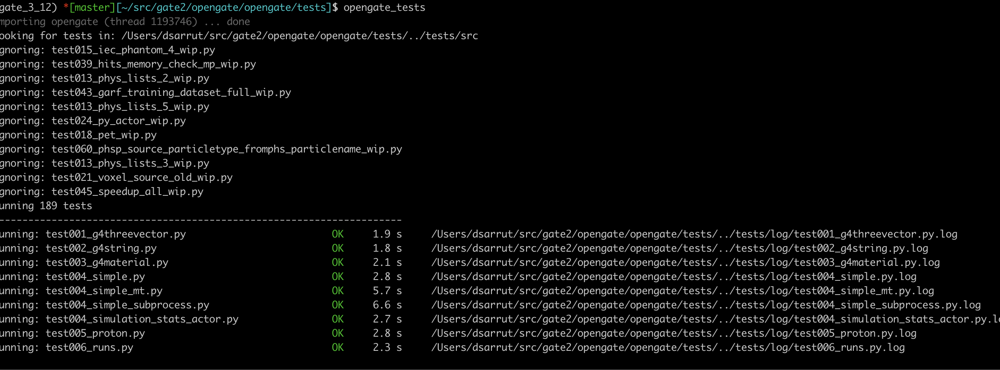 gate_3_12) *[master][~/src/gate2/opengate/opengate/tests]$ opengate_tests
mporting opengate (thread 1193746) ... done
ooking for tests in: /Users/dsarrut/src/gate2/opengate/opengate/tests/../tests/src
gnoring: test015_iec_phantom_4_wip.py
gnoring: test039_hits_memory_check_mp_wip.py
gnoring: test013_phys_lists_2_wip.py
gnoring: test043_garf_training_dataset_full_wip.py
gnoring: test013_phys_lists_5_wip.py
gnoring: test024_py_actor_wip.py
gnoring: test018_pet_wip.py
gnoring: test060_phsp_source_particletype_fromphs_particlename_wip.py
gnoring: test013_phys_lists_3_wip.py
gnoring: test021_voxel_source_old_wip.py
gnoring: test045_speedup_all_wip.py
unning 189 tests
---------------------------------------------------------------------
unning: test001_g4threevector.py OK 1.9 s /Users/dsarrut/src/gate2/opengate/opengate/tests/../tests/log/test001_g4threevector.py.log
unning: test002_g4string.py OK 1.8 s /Users/dsarrut/src/gate2/opengate/opengate/tests/../tests/log/test002_g4string.py.log
unning: test003_g4material.py OK 2.1 s /Users/dsarrut/src/gate2/opengate/opengate/tests/../tests/log/test003_g4material.py.log
unning: test004_simple.py OK 2.8 s /Users/dsarrut/src/gate2/opengate/opengate/tests/../tests/log/test004_simple.py.log
unning: test004_simple_mt.py OK 5.7 s /Users/dsarrut/src/gate2/opengate/opengate/tests/../tests/log/test004_simple_mt.py.log
unning: test004_simple_subprocess.py OK 6.6 s /Users/dsarrut/src/gate2/opengate/opengate/tests/../tests/log/test004_simple_subprocess.py.log
unning: test004_simulation_stats_actor.py OK 2.7 s /Users/dsarrut/src/gate2/opengate/opengate/tests/../tests/log/test004_simulation_stats_actor.py.lo
unning: test005_proton.py OK 2.8 s /Users/dsarrut/src/gate2/opengate/opengate/tests/../tests/log/test005_proton.py.log
unning: test006_runs.py OK 2.3 s /Users/dsarrut/src/gate2/opengate/opengate/tests/../tests/log/test006_runs.py.log